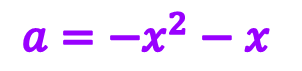 a = −x² − x